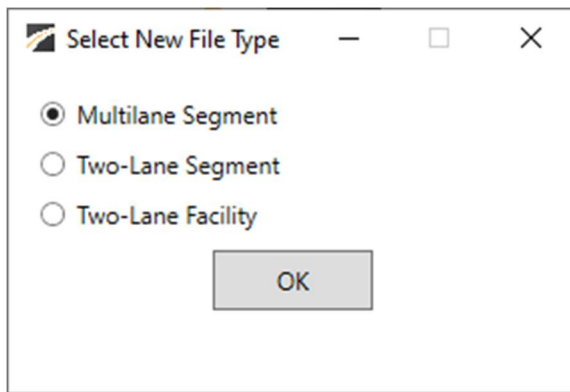 Select New File Type
Multilane Segment
Two-Lane Segment
Two-Lane Facility
OK